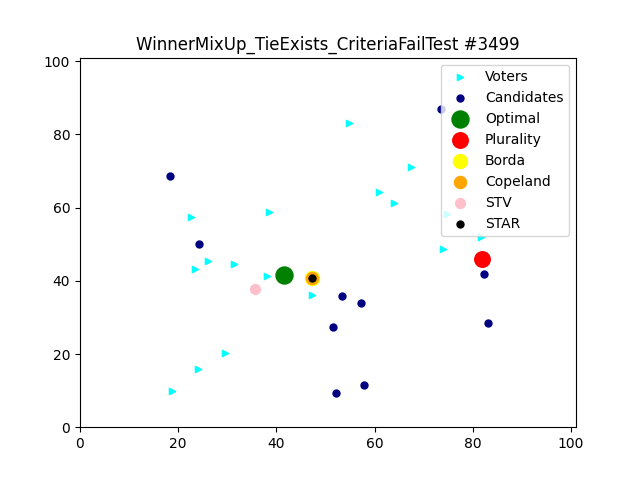 WinnerMixUp_TieExists_CriteriaFailTest #3499
100
80
60
40
20
0
0 20 40 60 80 100
Voters
Candidates
Optimal
Plurality
Borda
Copeland
STV
STAR